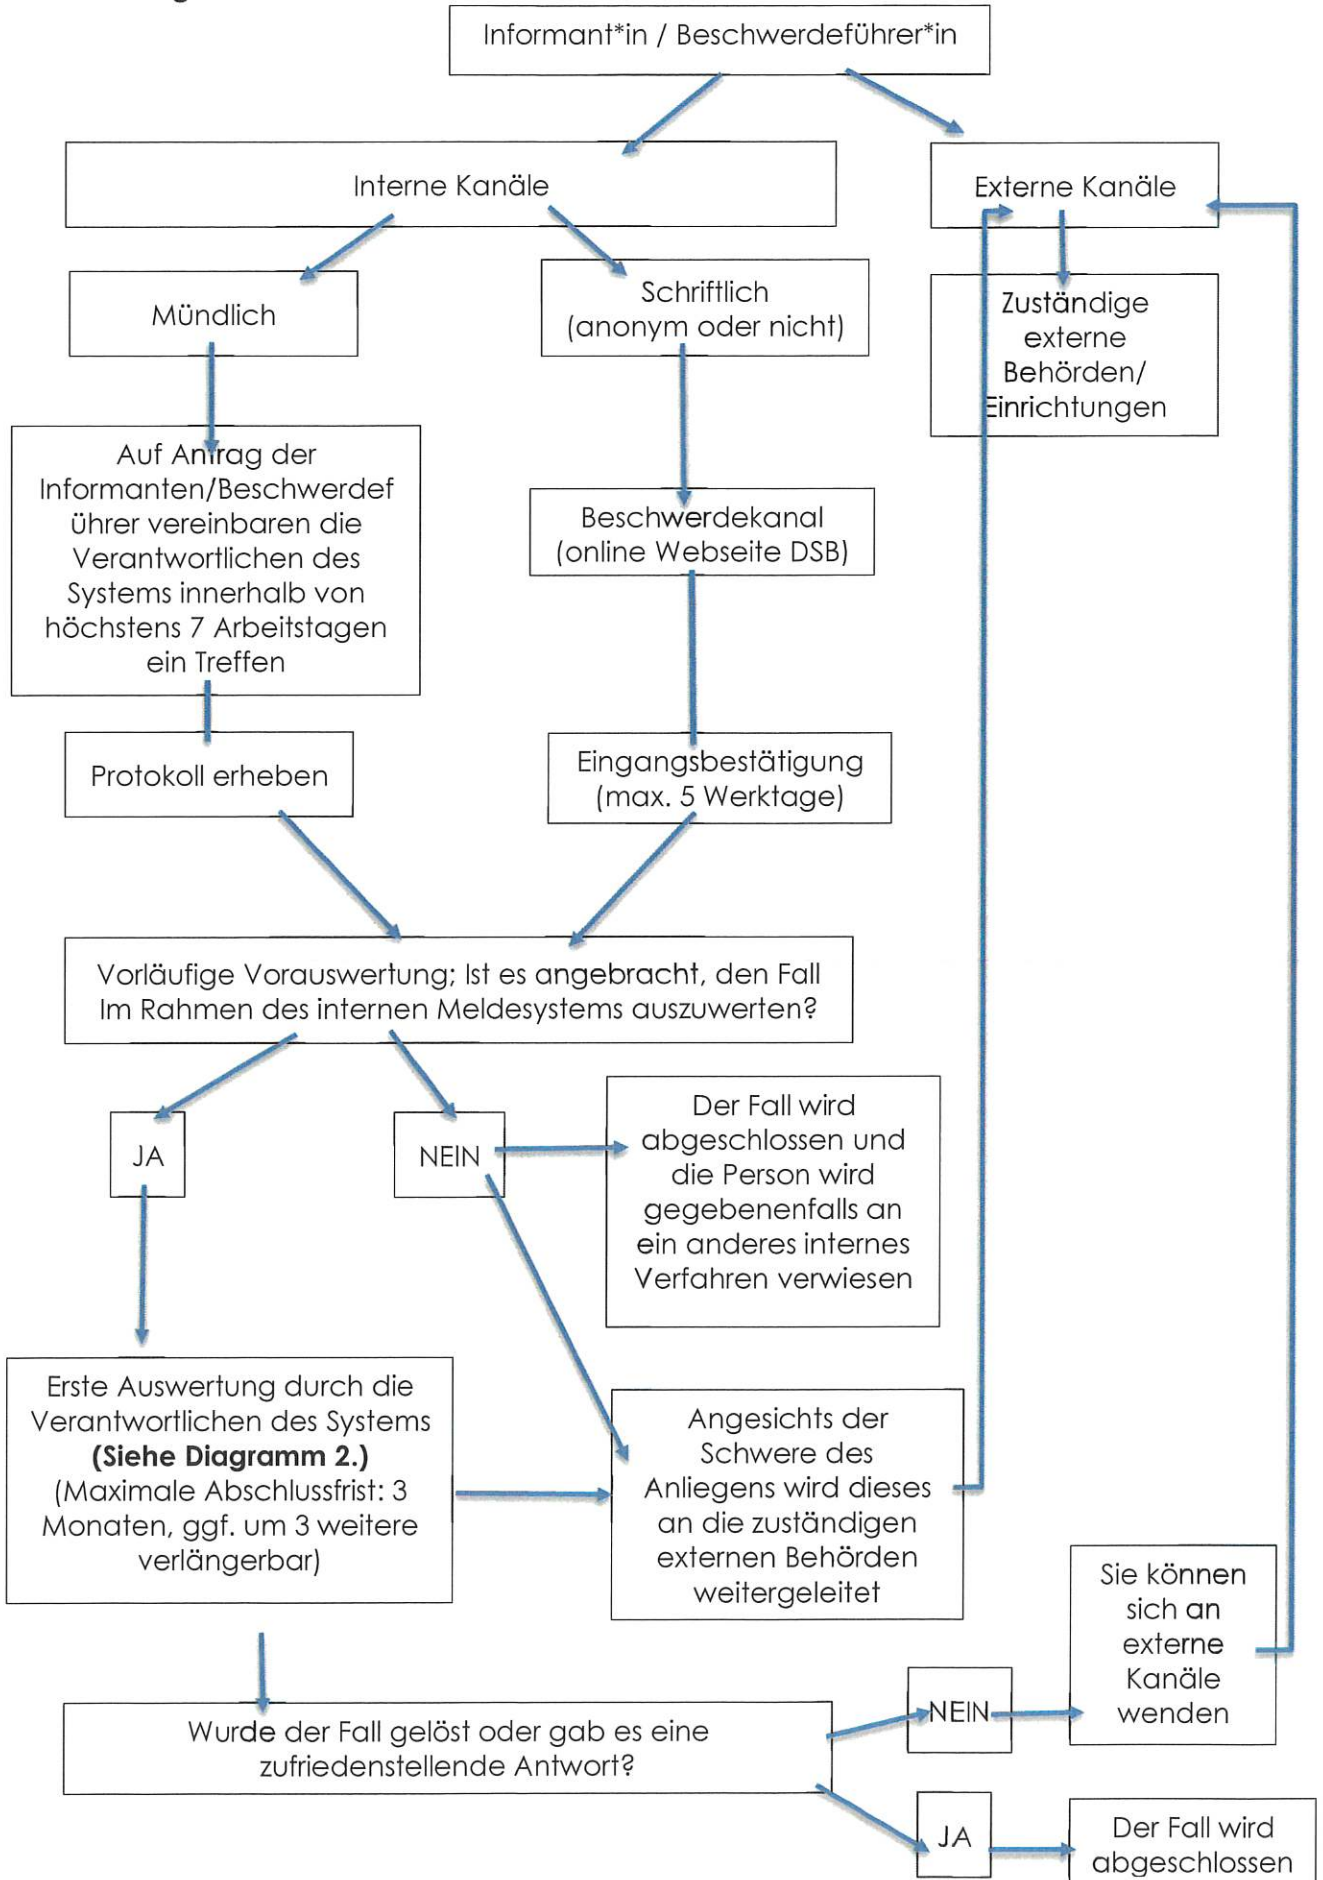 Informant*in / Beschwerdeführer*in
Interne Kanäle
Externe Kanäle
Mündlich
Schriftlich
(anonym oder nicht)
Zuständige
externe
Behörden/
Einrichtungen
Auf Antrag der
Informanten/Beschwerdef
ührer vereinbaren die
Verantwortlichen des
Systems innerhalb von
höchstens 7 Arbeitstagen
ein Treffen
Beschwerdekanal
(online Webseite DSB)
Protokoll erheben
Eingangsbestätigung
(max. 5 Werktage)
Vorläufige Vorauswertung; Ist es angebracht, den Fall
Im Rahmen des internen Meldesystems auszuwerten?
JA
NEIN
Der Fall wird
abgeschlossen und
die Person wird
gegebenenfalls an
ein anderes internes
Verfahren verwiesen
Erste Auswertung durch die
Verantwortlichen des Systems
(Siehe Diagramm 2.)
(Maximale Abschlussfrist: 3
Monaten, ggf. um 3 weitere
verlängerbar)
Angesichts der
Schwere des
Anliegens wird dieses
an die zuständigen
externen Behörden
weitergeleitet
Sie können
sich an
externe
Kanäle
wenden
Wurde der Fall gelöst oder gab es eine
zufriedenstellende Antwort?
NEIN
JA
Der Fall wird
abgeschlossen